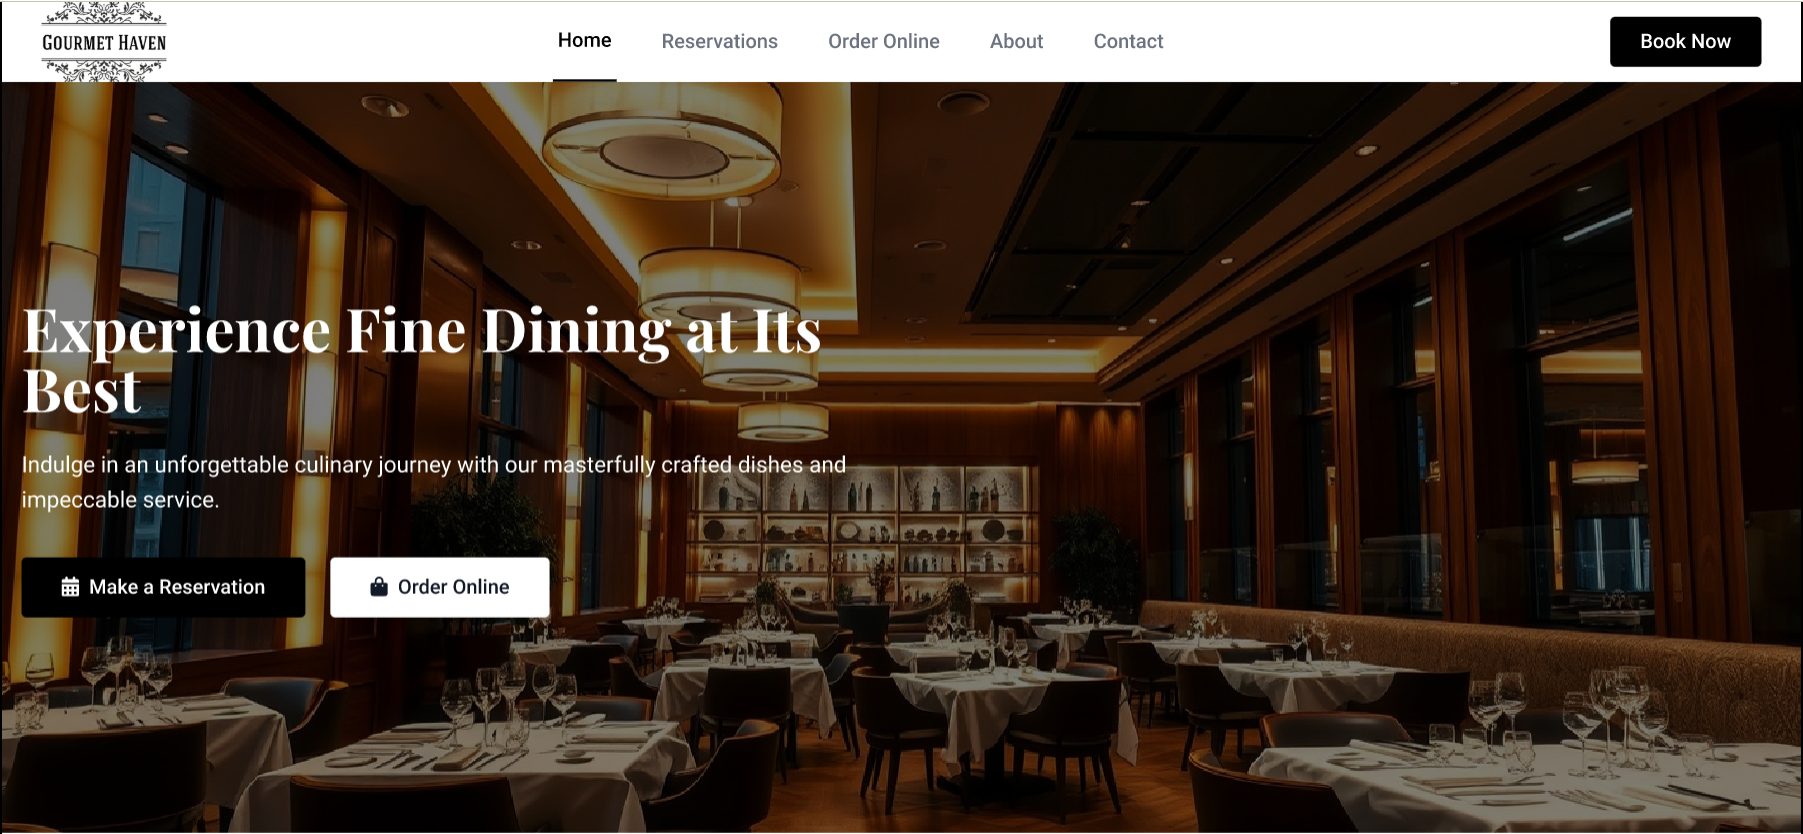 GOURMET HAVEN
Home
Reservations
Order Online
About
Contact
Book Now
Experience Fine Dining at Its
Best
Indulge in an unforgettable culinary journey with our masterfully crafted dishes and
impeccable service.
Make a Reservation
Order Online